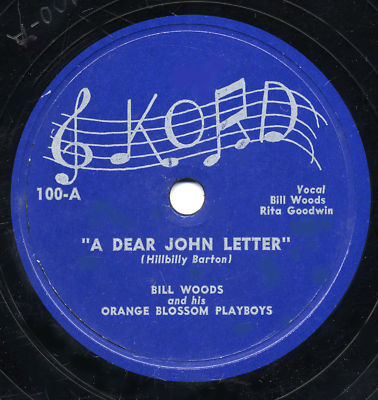 KORD
100-A
Vocal
Bill Woods
Rita Goodwin
"A DEAR JOHN LETTER"
(Hillbilly Barton)
BILL WOODS
and his
ORANGE BLOSSOM PLAYBOYS